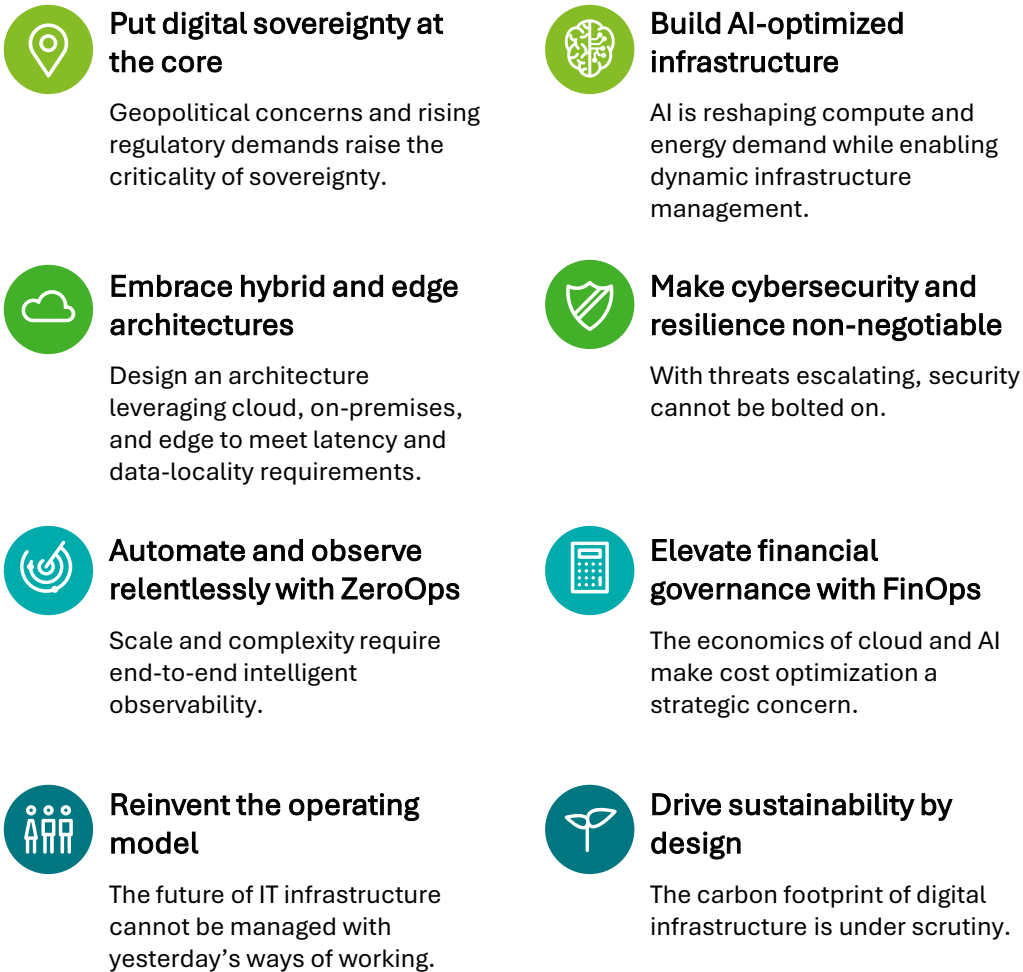 Put digital sovereignty at
the core
Geopolitical concerns and rising
regulatory demands raise the
criticality of sovereignty.
Build AI-optimized
infrastructure
AI is reshaping compute and
energy demand while enabling
dynamic infrastructure
management.
Embrace hybrid and edge
architectures
Design an architecture
leveraging cloud, on-premises,
and edge to meet latency and
data-locality requirements.
Make cybersecurity and
resilience non-negotiable
With threats escalating, security
cannot be bolted on.
Automate and observe
relentlessly with ZeroOps
Scale and complexity require
end-to-end intelligent
observability.
Elevate financial
governance with FinOps
The economics of cloud and AI
make cost optimization a
strategic concern.
Reinvent the operating
model
The future of IT infrastructure
cannot be managed with
yesterday’s ways of working.
Drive sustainability by
design
The carbon footprint of digital
infrastructure is under scrutiny.